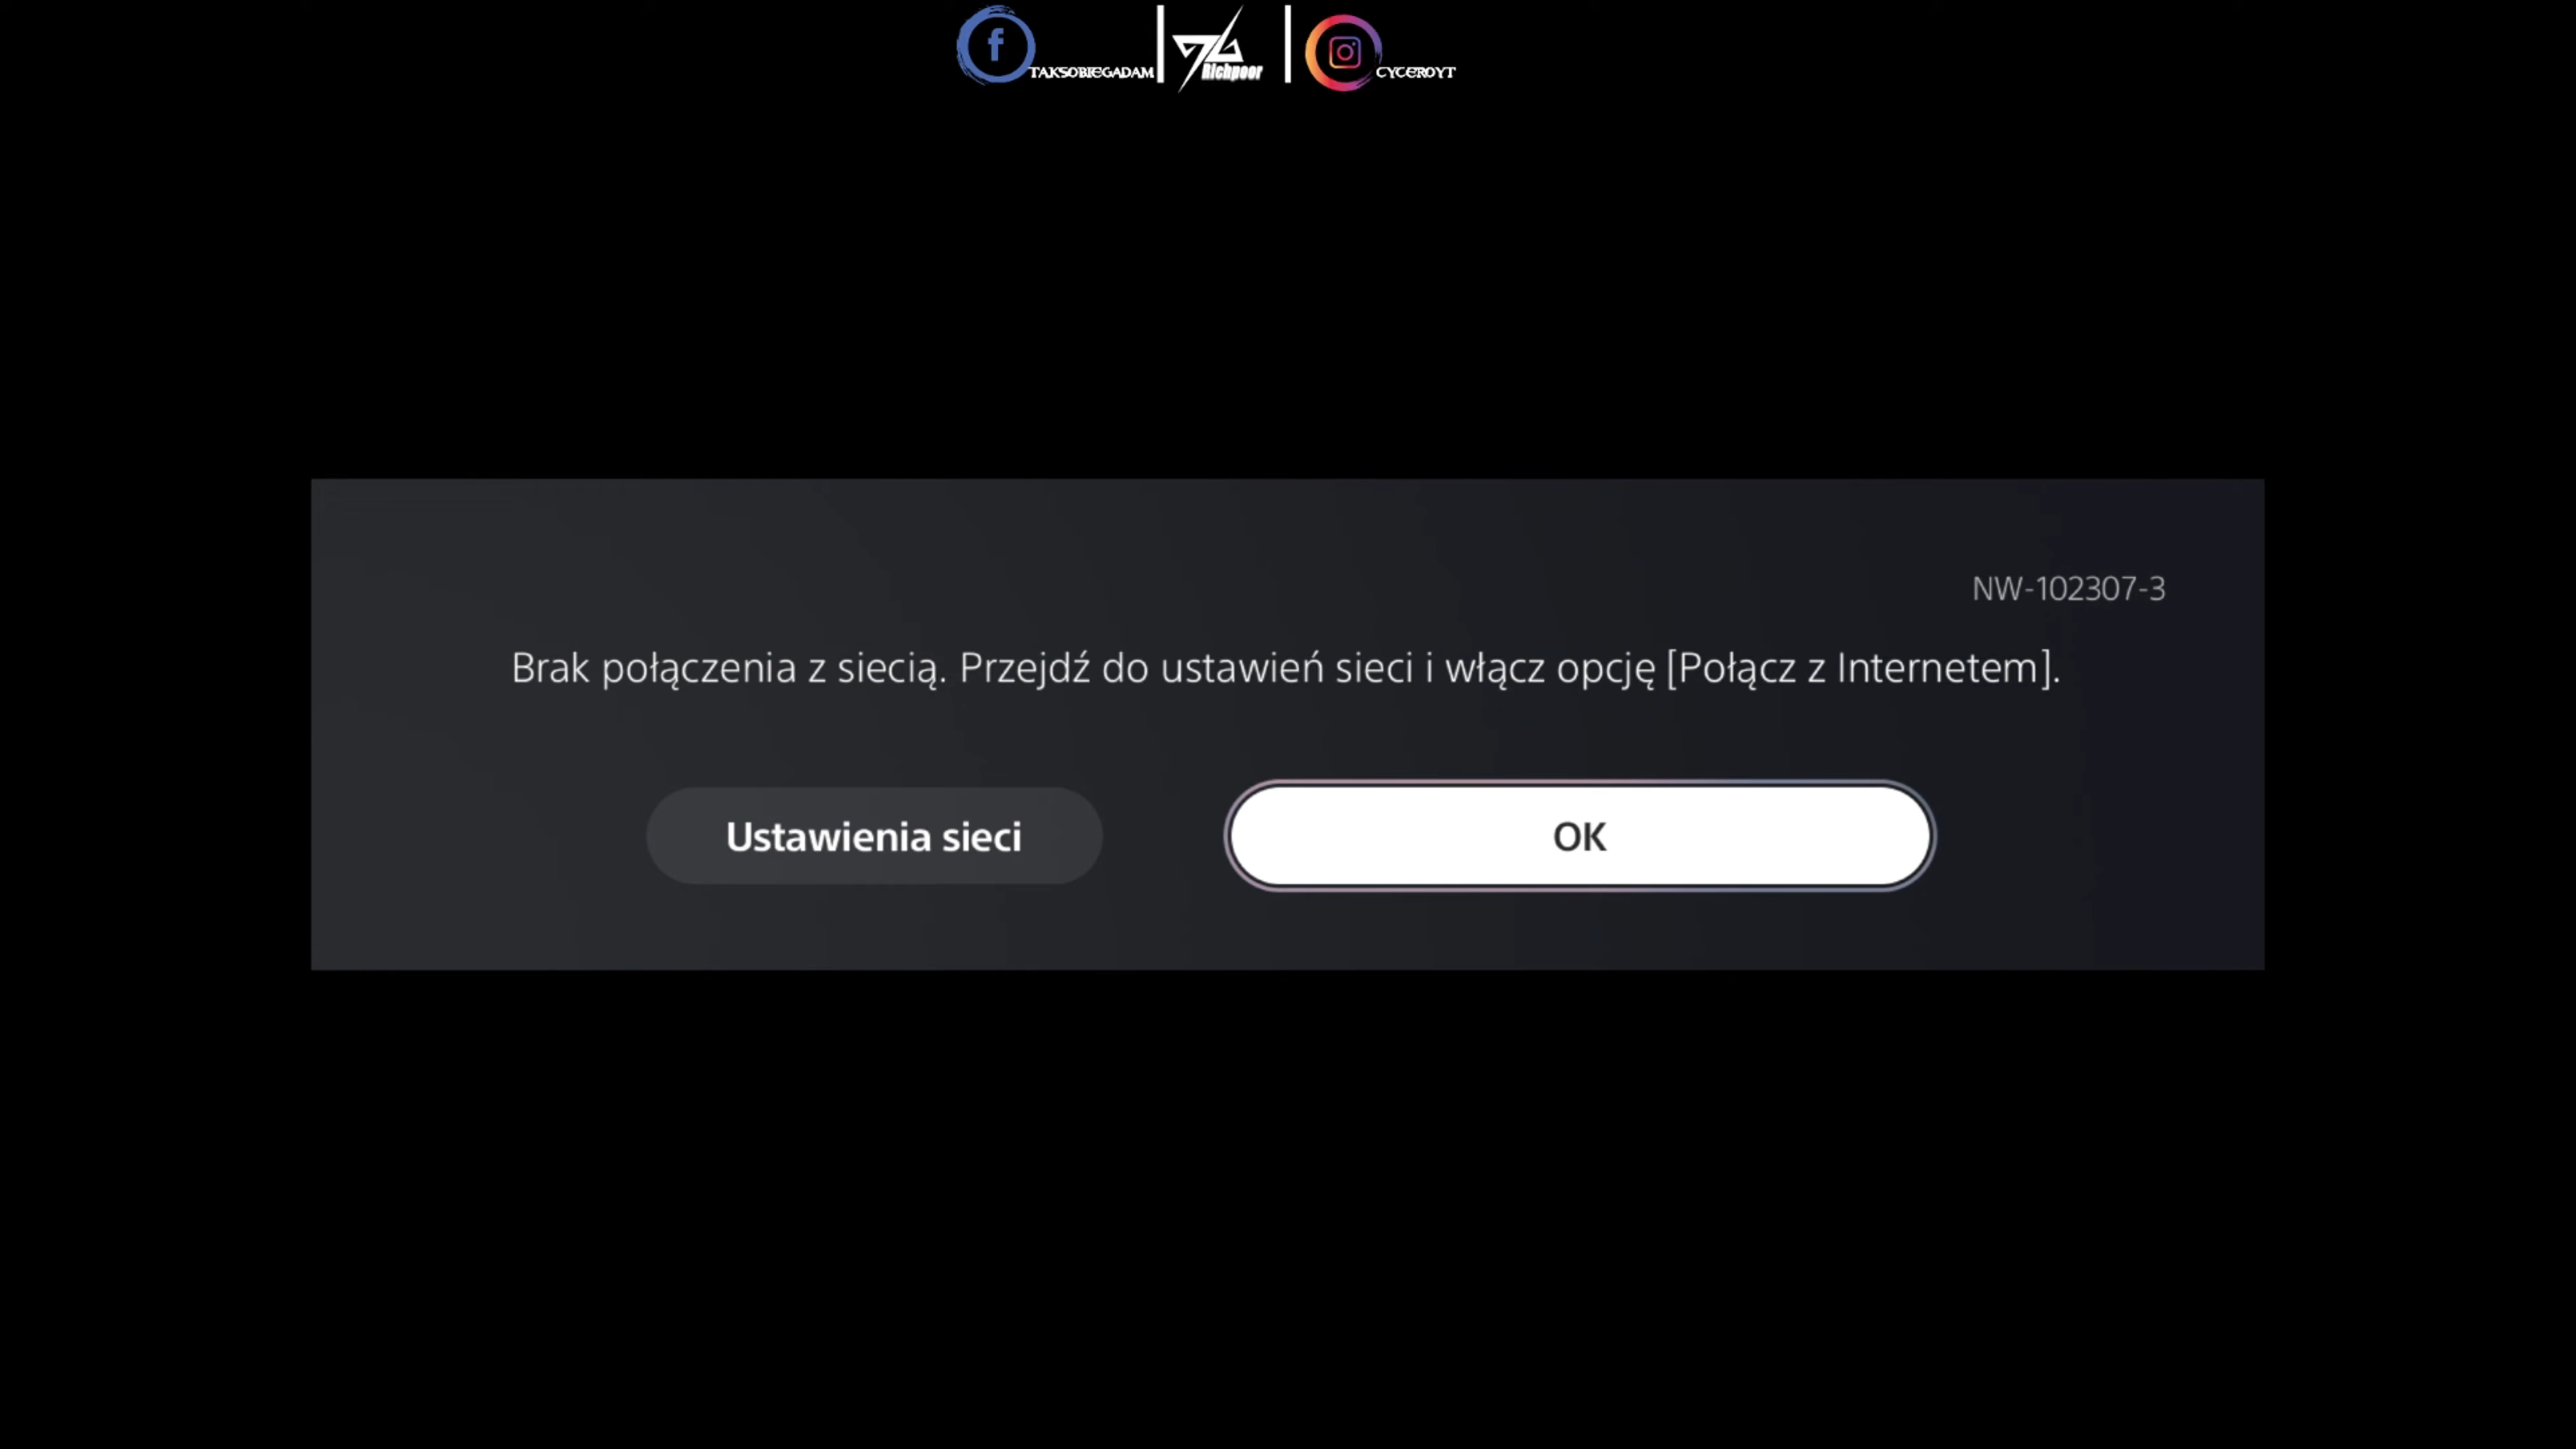 TAKSOBIEGADAM
Richpoor
CYCEROYT
NW-102307-3
Brak połączenia z siecią. Przejdź do ustawień sieci i włącz opcję [Połącz z Internetem].
Ustawienia sieci
OK